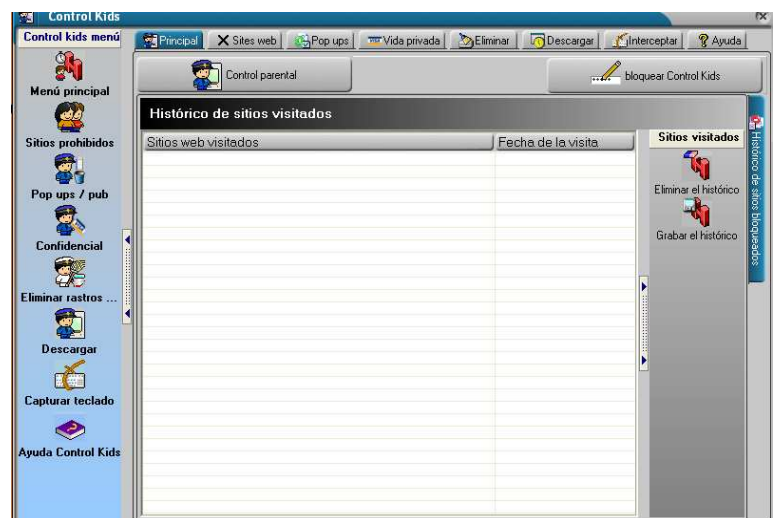 Control Kids
Control kids menú
Menú principal
Sitios prohibidos
Pop ups / pub
Confidencial
Eliminar rastros ...
Descargar
Capturar teclado
Ayuda Control Kids
Principal
Sites web
Pop ups
Vida privada
Eliminar
Descargar
Interceptar
Ayuda
Control parental
bloquear Control Kids
Histórico de sitios visitados
Sitios web visitados
Fecha de la visita
Sitios visitados
Eliminar el histórico
Grabar el histórico
Histórico de sitios bloqueados